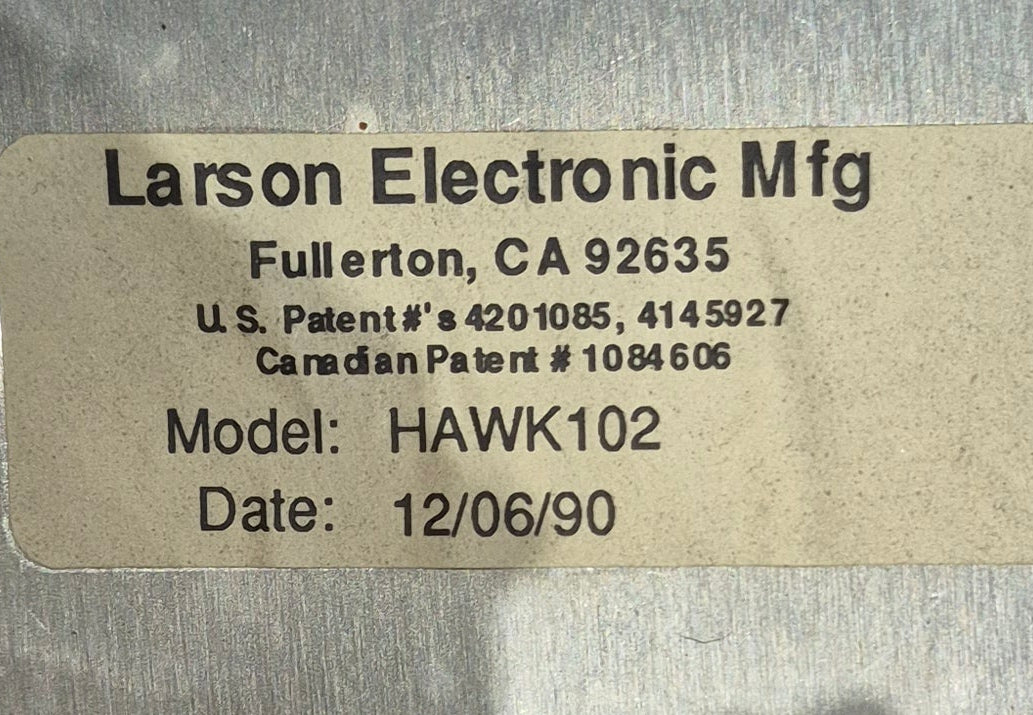 Larson Electronic Mfg
Fullerton, CA 92635
U.S. Patent #'s 4201085, 4145927
Canadian Patent # 1084606
Model: HAWK102
Date: 12/06/90